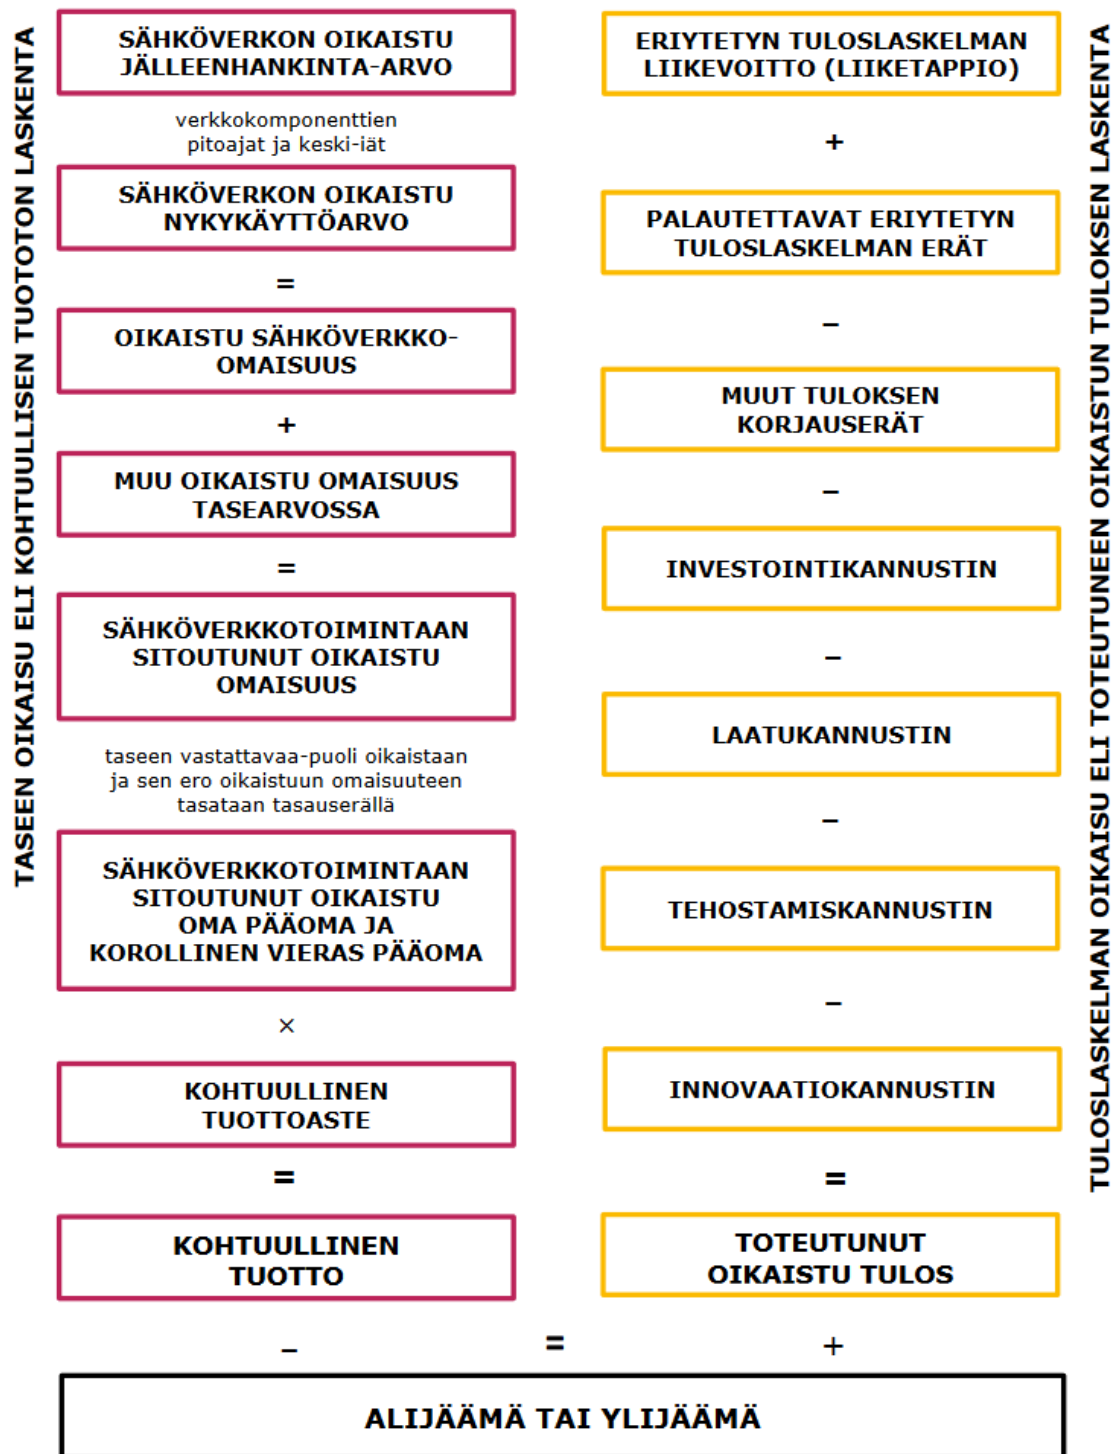 TASEEN OIKAISU ELI KOHTUULLISEN TUOTOTON LASKENTA
SÄHKÖVERKON OIKAISTU
JÄLLEENHANKINTA-ARVO
verkkokomponenttien
pitoajat ja keski-iät
SÄHKÖVERKON OIKAISTU
NYKYKÄYTTÖARVO
=
OIKAISTU SÄHKÖVERKKO-
OMAISUUS
+
MUU OIKAISTU OMAISUUS
TASEARVOSSA
=
SÄHKÖVERKKOTOIMINTAAN
SITOUTUNUT OIKAISTU
OMAISUUS
taseen vastattavaa-puoli oikaistaan
ja sen ero oikaistuun omaisuuteen
tasataan tasauserällä
SÄHKÖVERKKOTOIMINTAAN
SITOUTUNUT OIKAISTU
OMA PÄÄOMA JA
KOROLLINEN VIERAS PÄÄOMA
×
KOHTUULLINEN
TUOTTOASTE
=
KOHTUULLINEN
TUOTTO
ERIYTETYN TULOSLASKELMAN
LIIKEVOITTO (LIIKETAPPIO)
+
PALAUTETTAVAT ERIYTETYN
TULOSLASKELMAN ERÄT
–
MUUT TULOKSEN
KORJAUSERÄT
–
INVESTOINTIKANNUSTIN
–
LAATUKANNUSTIN
–
TEHOSTAMISKANNUSTIN
–
INNOVAATIOKANNUSTIN
=
TOTEUTUNUT
OIKAISTU TULOS
TULOSLASKELMAN OIKAISU ELI TOTEUTUNEEN OIKAISTUN TULOKSEN LASKENTA
– = +
ALIJÄÄMÄ TAI YLIJÄÄMÄ